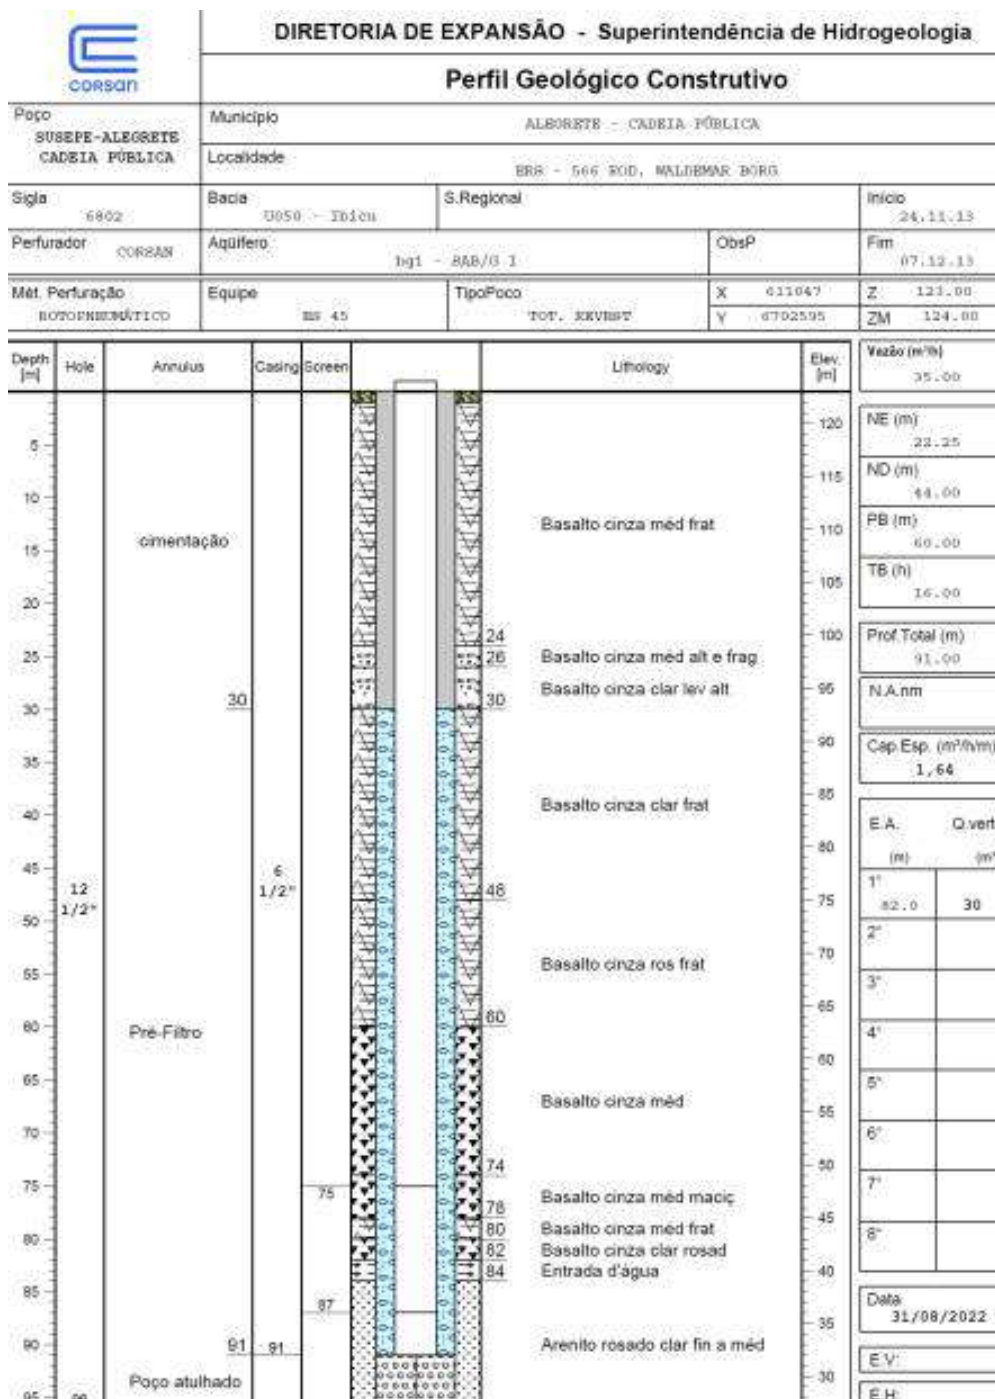 DIRETORIA DE EXPANSÃO - Superintendência de Hidrogeologia
CORSAN
Perfil Geológico Construtivo
Poço
SUSEPE-ALEGRETE
CADEIA PÚBLICA
Município
ALEGRETE - CADEIA PÚBLICA
Localidade
566 ROD. WALDEMAR BORG
Sigla
6802
Bacia
U050 - Ibicu
S.Regional
Início
24.11.13
Perfurador
CORSAN
Aqüífero
ObsP
Fim
07.12.13
Mét. Perfuração
ROTOPNEUMÁTICO
Equipe
45
TipoPoco
TOT. REVEST
X 611047
Y 6702595
Z 123.00
ZM 124.00
Depth [m]
Hole
Annulus
Casing
Screen
Lithology
Elev. [m]
Vazão (m³/h)
35.00
NE (m)
22.25
ND (m)
44.00
PB (m)
60.00
TB (h)
16.00
Prof.Total (m)
91.00
N.A.nm
Cap.Esp. (m³/h/m)
1,64
E.A. Q.vert
(m) (m³
1° 82.0 30
2°
3°
4°
5°
6°
7°
8°
Data
31/08/2022
E.V:
E.H:
5
10
15
20
25
30
35
40
45
50
55
60
65
70
75
80
85
90
95
12 1/2"
cimentação
30
Pré-Filtro
91
Poço atulhado
6 1/2"
91
75
87
24
26
30
48
60
74
78
80
82
84
Basalto cinza méd frat
Basalto cinza méd alt e frag
Basalto cinza clar lev alt
Basalto cinza clar frat
Basalto cinza ros frat
Basalto cinza méd
Basalto cinza méd maciç
Basalto cinza méd frat
Basalto cinza clar rosad
Entrada d'água
Arenito rosado clar fin a méd
120
115
110
105
100
95
90
85
80
75
70
65
60
55
50
45
40
35
30